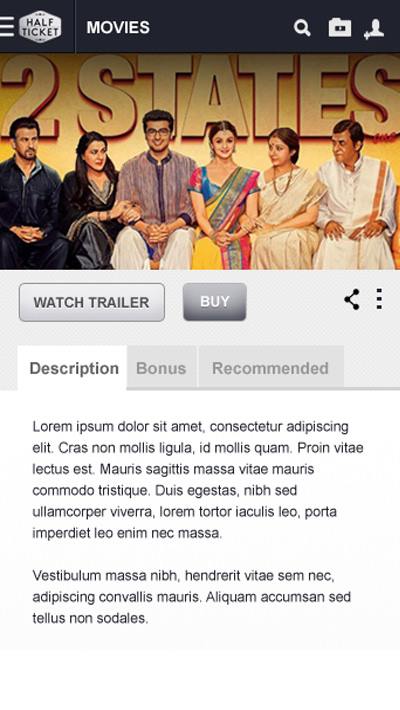 HALF
TICKET
MOVIES
2 STATES
WATCH TRAILER
BUY
Description
Bonus
Recommended
Lorem ipsum dolor sit amet, consectetur adipiscing
elit. Cras non mollis ligula, id mollis quam. Proin vitae
lectus est. Mauris sagittis massa vitae mauris
commodo tristique. Duis egestas, nibh sed
ullamcorper viverra, lorem tortor iaculis leo, porta
imperdiet leo enim nec massa.
Vestibulum massa nibh, hendrerit vitae sem nec,
adipiscing convallis mauris. Aliquam accumsan sed
tellus non sodales.